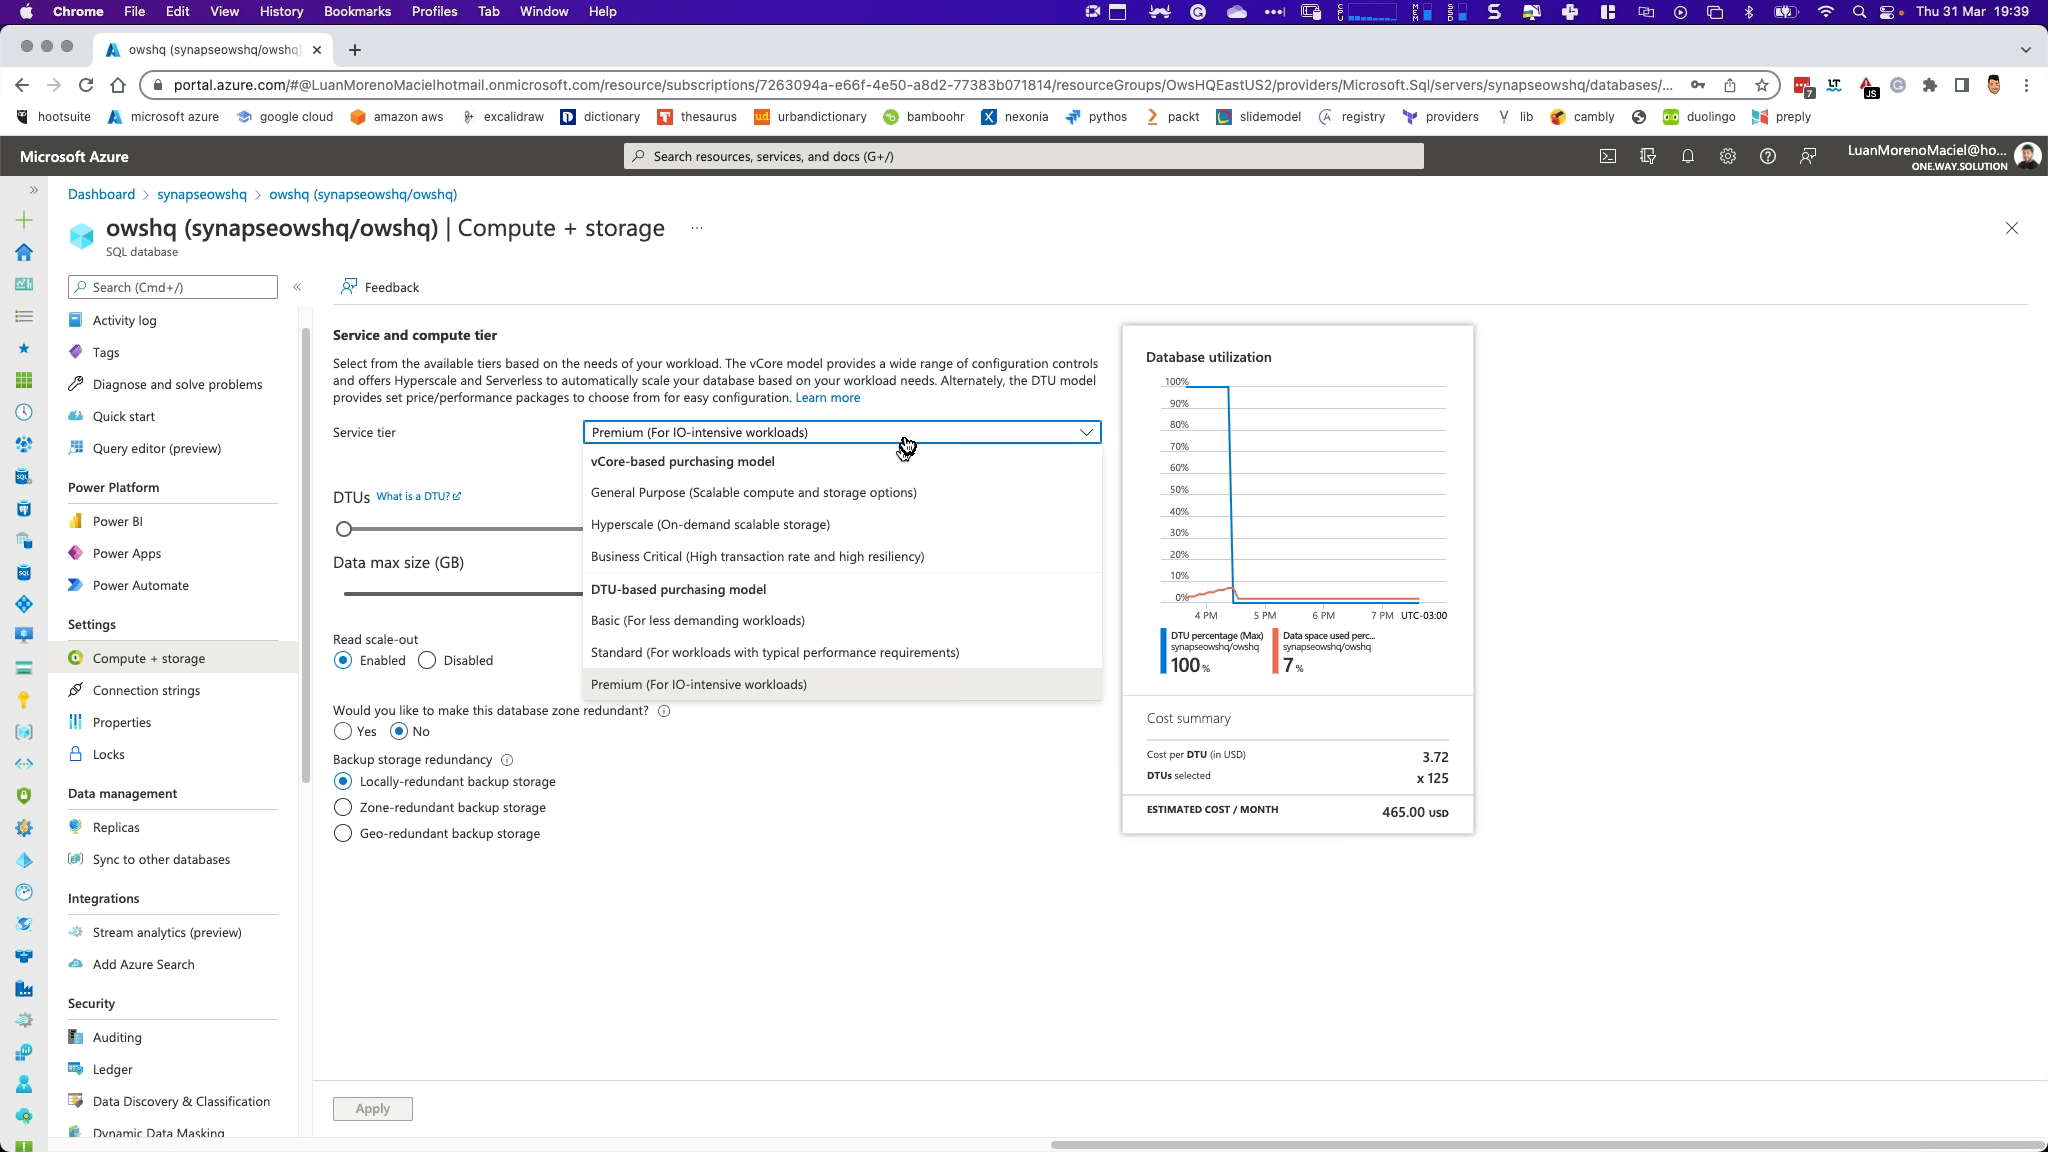 Chrome File Edit View History Bookmarks Profiles Tab Window Help Thu 31 Mar 19:39
owshq (synapseowshq/owshq)
portal.azure.com/#@LuanMorenoMacielhotmail.onmicrosoft.com/resource/subscriptions/7263094a-e66f-4e50-a8d2-77383b071814/resourceGroups/OwsHQEastUS2/providers/Microsoft.Sql/servers/synapseowshq/databases/...
hootsuite microsoft azure google cloud amazon aws excalidraw dictionary thesaurus urbandictionary bamboohr nexonia pythos packt slidemodel registry providers lib cambly duolingo preply
Microsoft Azure
Search resources, services, and docs (G+/)
LuanMorenoMaciel@ho...
ONE.WAY.SOLUTION
Dashboard > synapseowshq > owshq (synapseowshq/owshq)
owshq (synapseowshq/owshq) | Compute + storage ...
SQL database
Search (Cmd+/)
Activity log
Tags
Diagnose and solve problems
Quick start
Query editor (preview)
Power Platform
Power BI
Power Apps
Power Automate
Settings
Compute + storage
Connection strings
Properties
Locks
Data management
Replicas
Sync to other databases
Integrations
Stream analytics (preview)
Add Azure Search
Security
Auditing
Ledger
Data Discovery & Classification
Dynamic Data Masking
Feedback
Service and compute tier
Select from the available tiers based on the needs of your workload. The vCore model provides a wide range of configuration controls
and offers Hyperscale and Serverless to automatically scale your database based on your workload needs. Alternately, the DTU model
provides set price/performance packages to choose from for easy configuration. Learn more
Service tier
Premium (For IO-intensive workloads)
vCore-based purchasing model
General Purpose (Scalable compute and storage options)
Hyperscale (On-demand scalable storage)
Business Critical (High transaction rate and high resiliency)
DTU-based purchasing model
Basic (For less demanding workloads)
Standard (For workloads with typical performance requirements)
Premium (For IO-intensive workloads)
DTUs What is a DTU?
Data max size (GB)
Read scale-out
Enabled Disabled
Would you like to make this database zone redundant?
Yes No
Backup storage redundancy
Locally-redundant backup storage
Zone-redundant backup storage
Geo-redundant backup storage
Apply
Database utilization
100%
90%
80%
70%
60%
50%
40%
30%
20%
10%
0%
4 PM 5 PM 6 PM 7 PM UTC-03:00
DTU percentage (Max)
synapseowshq/owshq
100 %
Data space used perc...
synapseowshq/owshq
7 %
Cost summary
Cost per DTU (in USD) 3.72
DTUs selected x 125
ESTIMATED COST / MONTH 465.00 USD